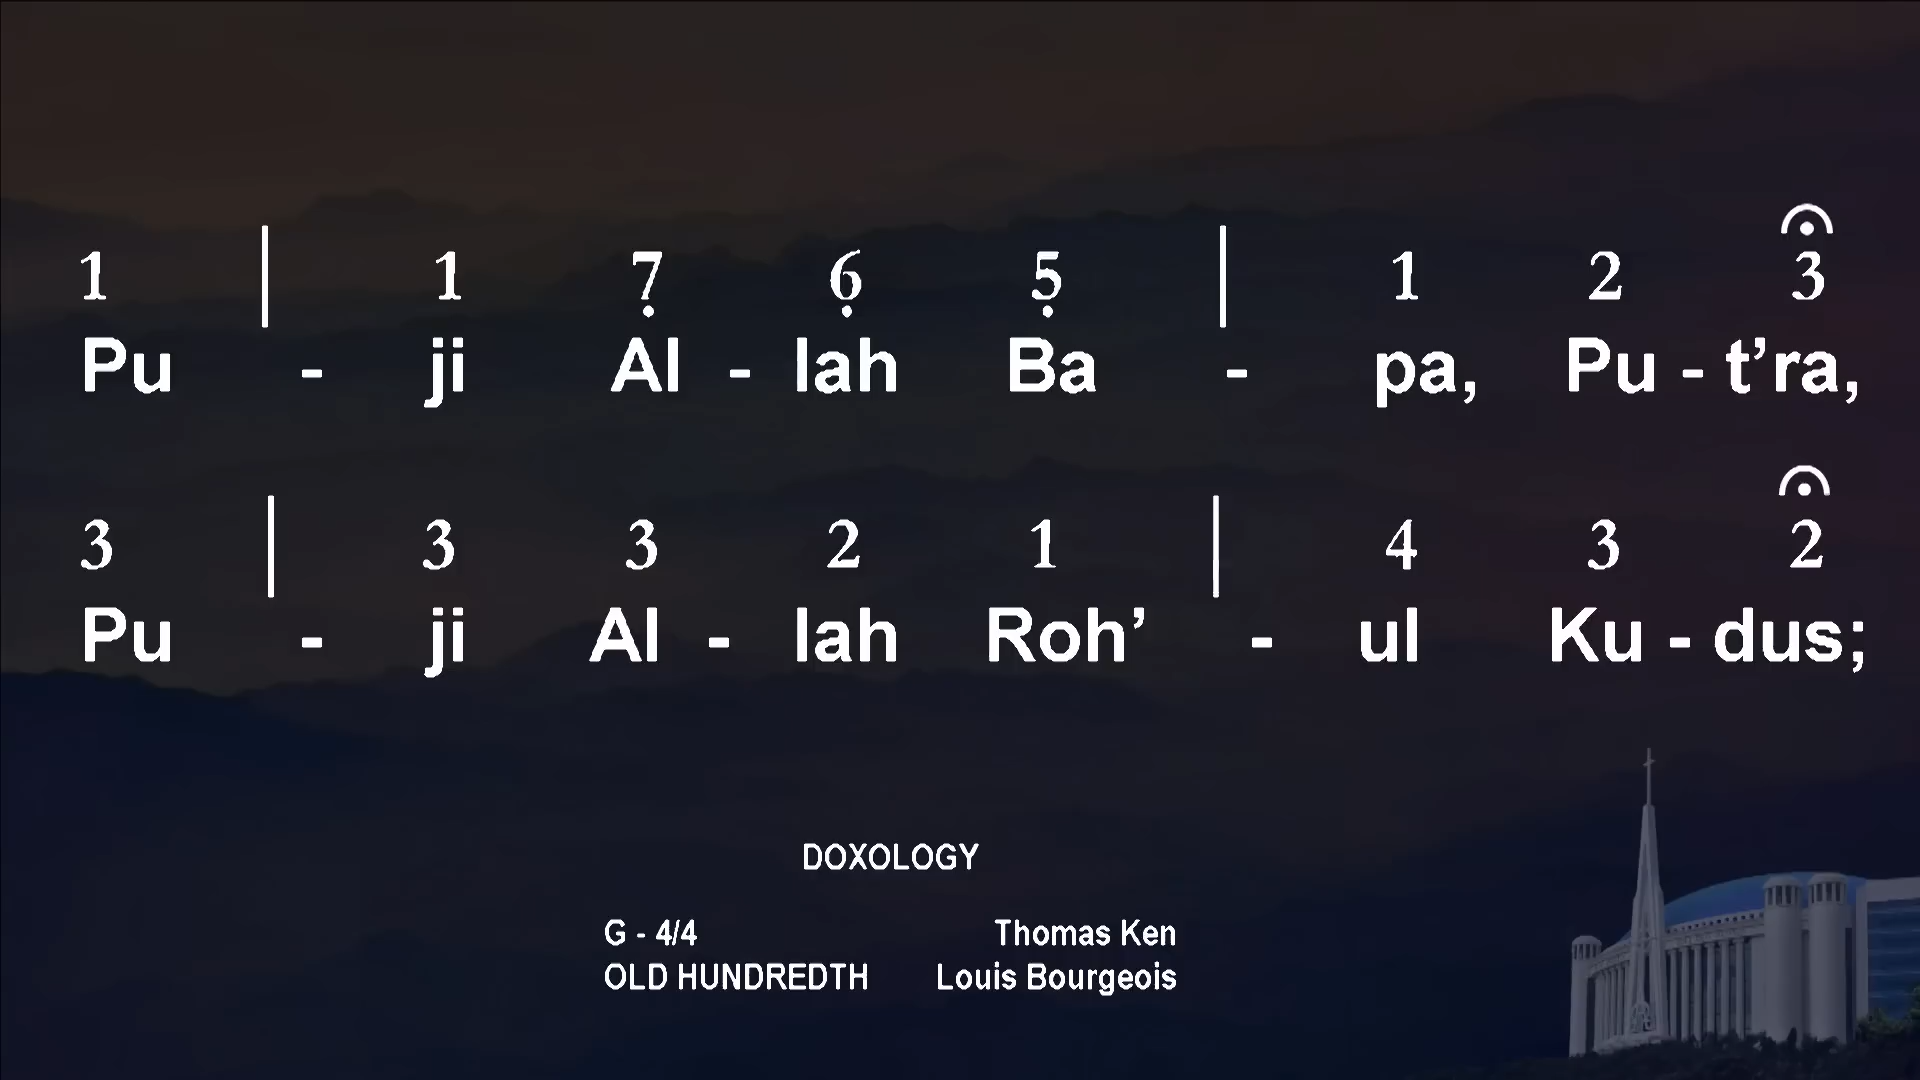 1 | 1 7̣ 6̣ 5̣ | 1 2 3
Pu - ji Al - lah Ba - pa, Pu - t’ra,
3 | 3 3 2 1 | 4 3 2
Pu - ji Al - lah Roh’ - ul Ku - dus;
DOXOLOGY
G - 4/4 Thomas Ken
OLD HUNDREDTH Louis Bourgeois